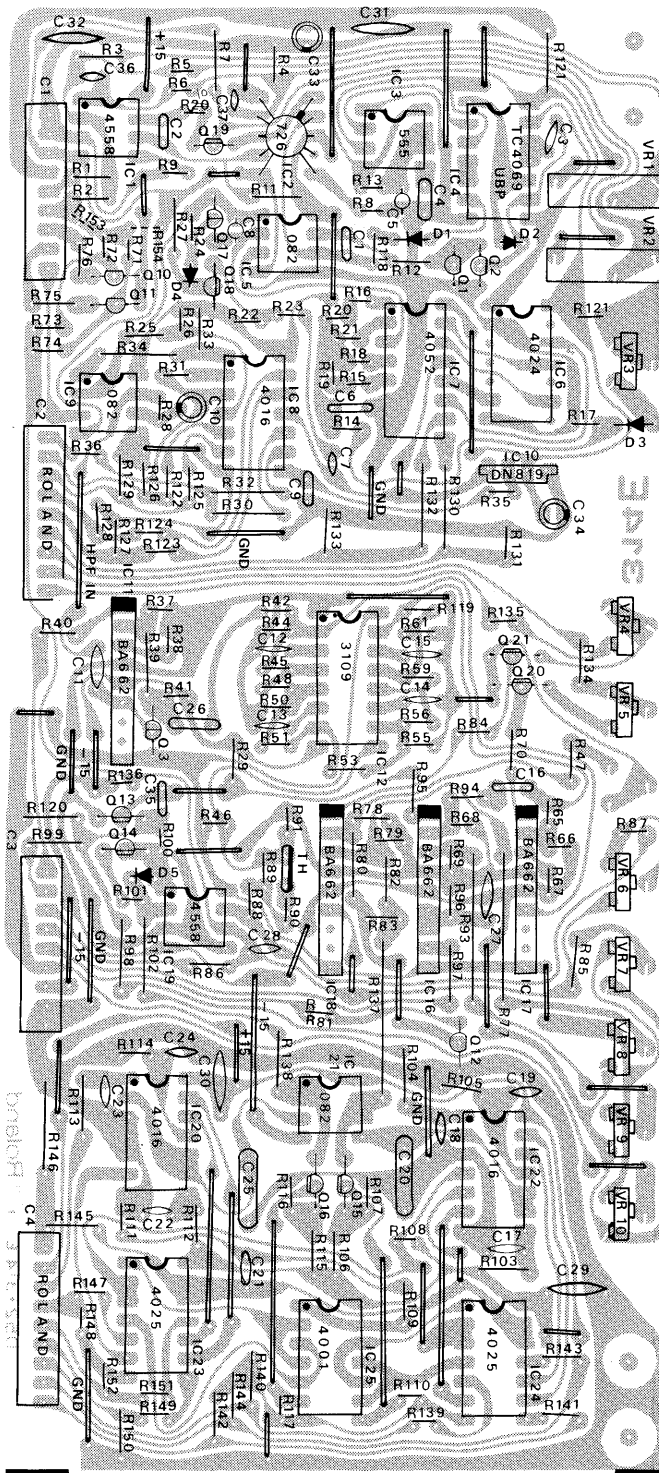 C32
R3
+15
R7
C33
C31
C36
R5
R6
R4
R121
C1
R20
C37
IC3
4558
C2
Q19
726
555
TC4069
UBP
C3
VR1
R1
R9
IC2
R13
IC4
R2
IC1
R11
R8
C4
C5
R153
R27
Q17
C8
082
C1
D1
D2
VR2
R76
R72
R71
R154
R24
R118
R12
Q10
Q18
IC5
Q1
Q2
R75
Q11
D4
R16
R73
R25
R26
R33
R22
R23
R20
R21
R121
R74
R34
R18
4052
4024
VR3
R31
R19
R15
IC7
IC6
IC9
082
R28
C10
4016
IC8
C6
R14
R17
D3
C2
R36
IC10
C7
DN819
ROLAND
R129
R126
R122
R125
R32
C9
GND
R132
R130
R35
C34
R128
R127
R124
R30
R133
R131
HPF IN
R123
GND
IC11
R37
R42
R119
R135
VR4
R40
R44
R61
BA662
R39
R38
C12
3109
C15
Q21
R45
R59
Q20
R134
C11
R41
R48
C14
VR5
C26
R50
R56
C13
R84
Q3
R51
R55
GND
-15
R29
R53
IC12
R70
R47
R136
R95
C16
R120
Q13
C35
R46
R91
R78
R94
R65
R99
Q14
R100
TH
R79
R68
R66
R87
C3
D5
R89
BA662
R80
R82
BA662
R69
BA662
R67
VR6
R101
4558
R88
R90
R96
C27
-15
GND
R98
R102
IC19
C28
R83
R93
R86
R97
R85
VR7
IC18
R137
IC16
R77
IC17
R81
R114
C24
+15
-15
Q12
VR8
C30
R138
IC21
R104
R105
C19
C23
4016
IC20
082
GND
R113
C18
4016
IC22
VR9
R146
C25
R116
C20
Q16
Q15
R107
VR10
C4
R145
R111
C22
R112
R108
C17
C21
R115
R106
R103
C29
R147
4025
ROLAND
R148
4001
R109
4025
IC23
IC25
IC24
R143
GND
R152
R151
R149
R140
R144
R110
R150
R142
R117
R139
R141